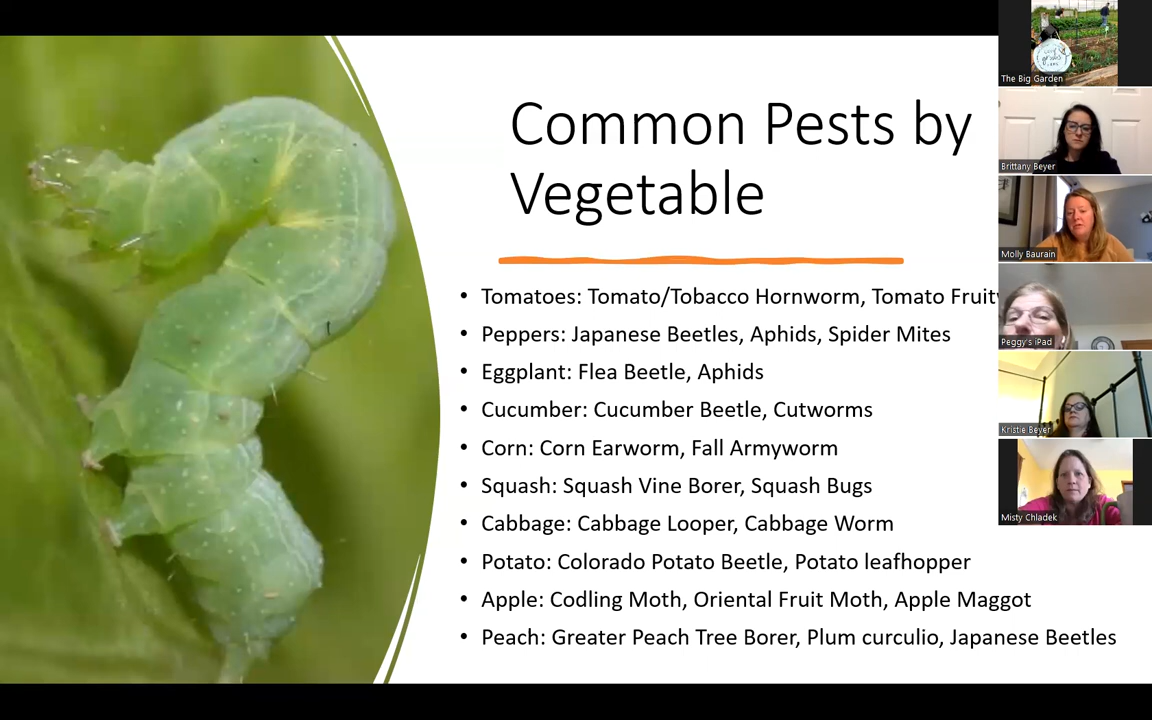 Common Pests by
Vegetable
• Tomatoes: Tomato/Tobacco Hornworm, Tomato
• Peppers: Japanese Beetles, Aphids, Spider Mites
• Eggplant: Flea Beetle, Aphids
• Cucumber: Cucumber Beetle, Cutworms
• Corn: Corn Earworm, Fall Armyworm
• Squash: Squash Vine Borer, Squash Bugs
• Cabbage: Cabbage Looper, Cabbage Worm
• Potato: Colorado Potato Beetle, Potato leafhopper
• Apple: Codling Moth, Oriental Fruit Moth, Apple Maggot
• Peach: Greater Peach Tree Borer, Plum curculio, Japanese Beetles
The Big Garden
Brittany Beyer
Molly Baurain
Peggy's iPad
Kristie Beyer
Misty Chladek